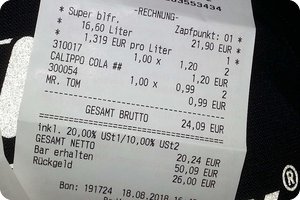 -RECHNUNG-
* Super blfr. Zapfpunkt: 01 *
* 16,60 Liter 21,90 EUR *
* 1,319 EUR pro Liter 2
310017 1,00 x 1,20 1
CALIPPO COLA ## 1,20 EUR 2
300054 1,00 x 0,99 2
MR. TOM 0,99 EUR
GESAMT BRUTTO 24,09 EUR
inkl. 20,00% USt1/10,00% USt2
GESAMT NETTO 20,24 EUR
Bar erhalten 50,09 EUR
Rückgeld 26,00 EUR
Bon: 191724 18.08.2018
®